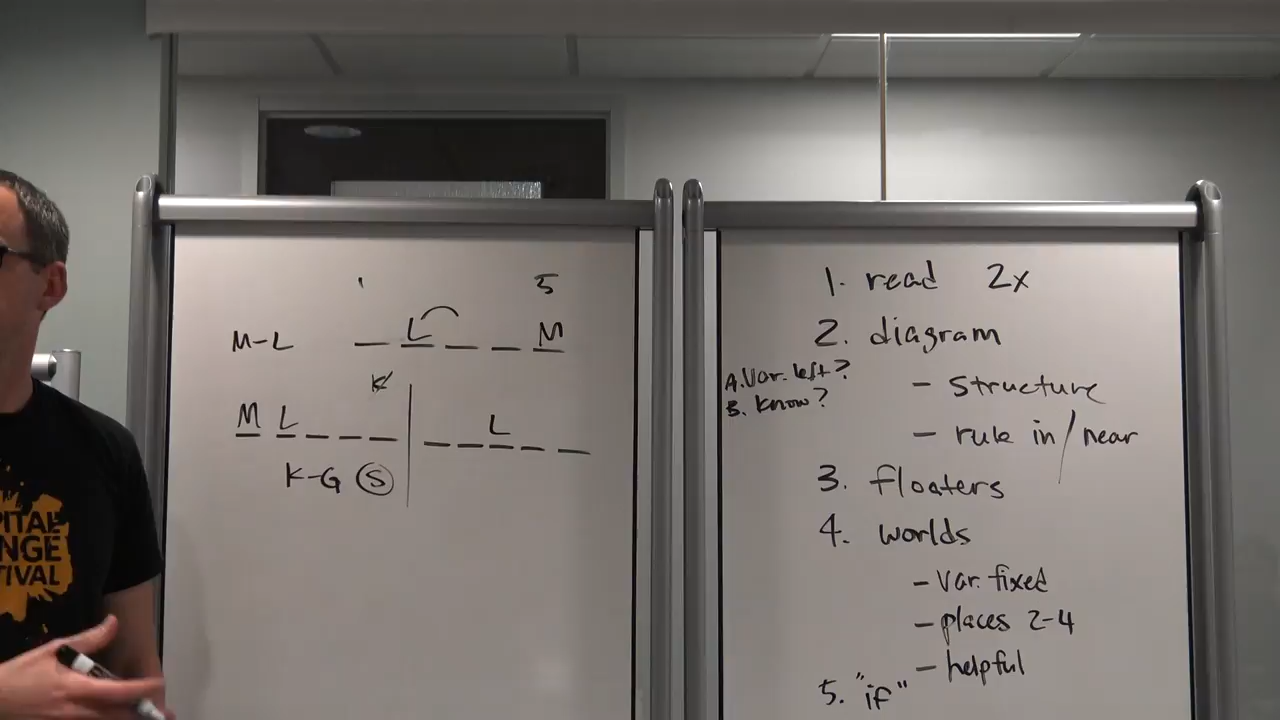 1 5
M-L _ L _ _ M
K
M L _ _ _ _ _ L _ _
K-G S
1. read 2x
2. diagram
A. Var. left?
- structure
B. Know?
- rule in/near
3. floaters
4. worlds
- var. fixed
- places 2-4
- helpful
5. "if"
PITAL
NGE
TIVAL